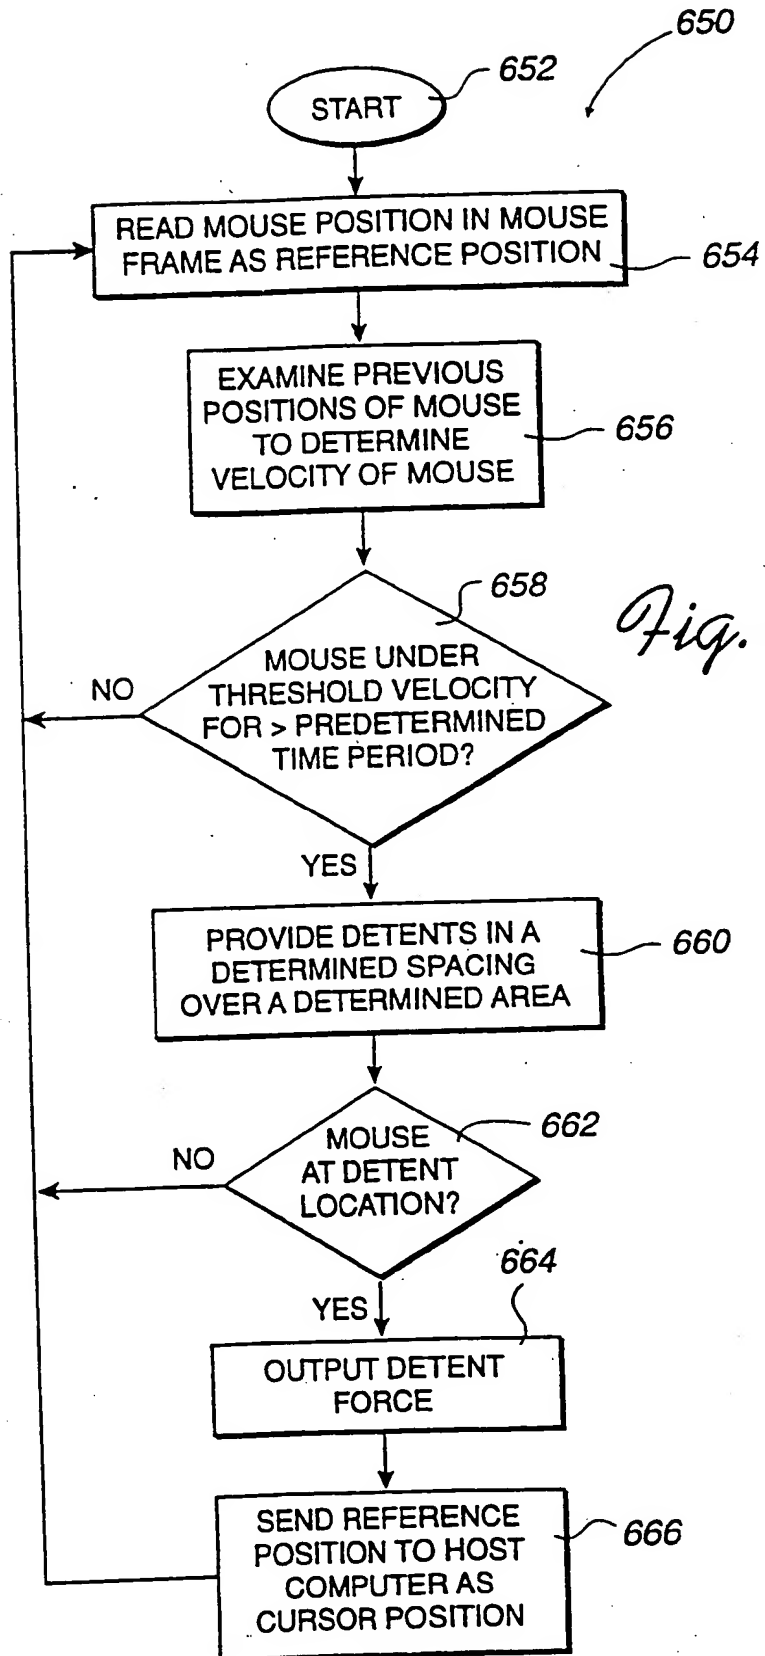 650
652
START
READ MOUSE POSITION IN MOUSE
FRAME AS REFERENCE POSITION
654
EXAMINE PREVIOUS
POSITIONS OF MOUSE
TO DETERMINE
VELOCITY OF MOUSE
656
658
Fig.
MOUSE UNDER
THRESHOLD VELOCITY
FOR > PREDETERMINED
TIME PERIOD?
NO
YES
PROVIDE DETENTS IN A
DETERMINED SPACING
OVER A DETERMINED AREA
660
662
MOUSE
AT DETENT
LOCATION?
NO
664
YES
OUTPUT DETENT
FORCE
SEND REFERENCE
POSITION TO HOST
COMPUTER AS
CURSOR POSITION
666